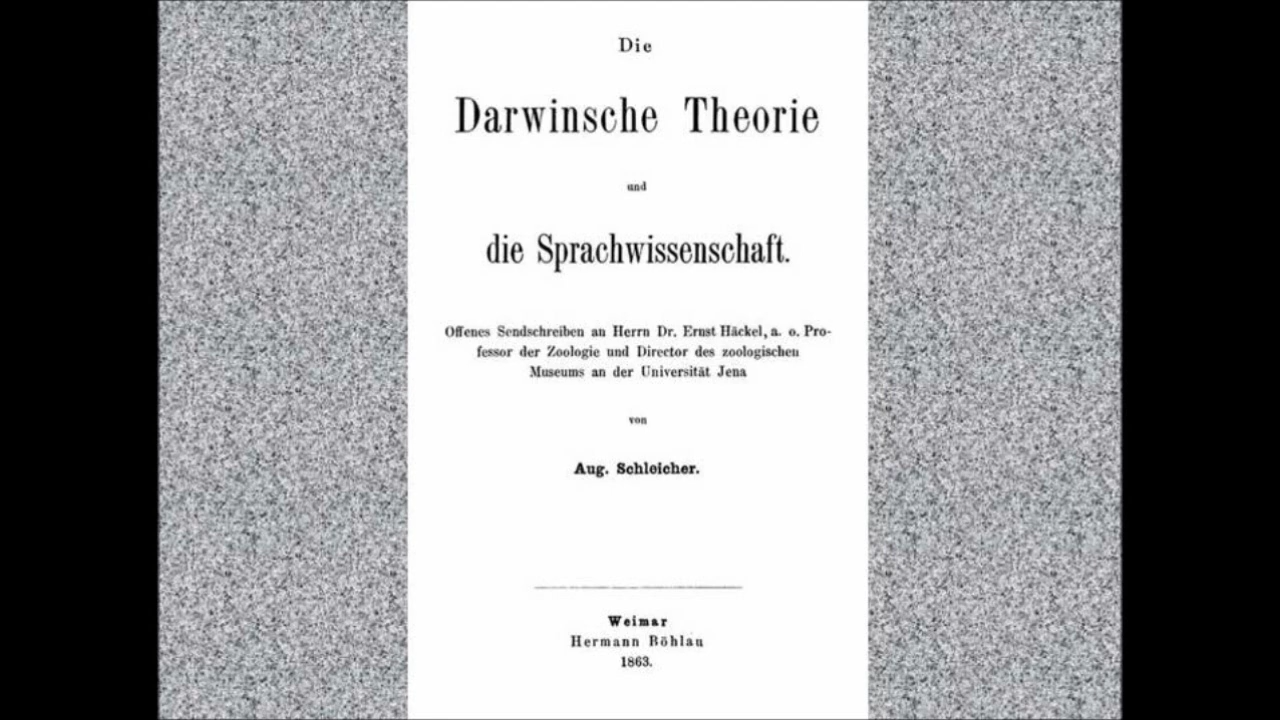 Die
Darwinsche Theorie
und
die Sprachwissenschaft.
Offenes Sendschreiben an Herrn Dr. Ernst Häckel, a. o. Pro-
fessor der Zoologie und Director des zoologischen
Museums an der Universität Jena
von
Aug. Schleicher.
Weimar
Hermann Böhlau
1863.